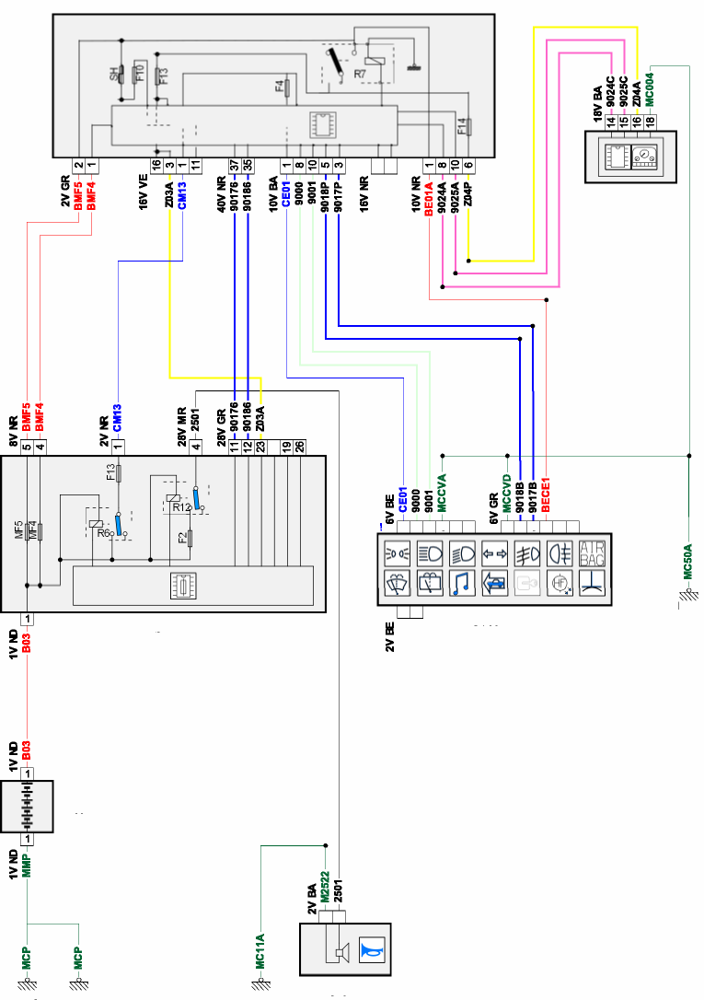 SH
F10
F13
F4
R7
F14
2
1
16
3
1
11
37
35
1
8
10
5
3
1
8
10
6
2V GR
BMF5
BMF4
16V VE
Z03A
CM13
40V NR
90176
90186
10V BA
CE01
9000
9001
9018P
9017P
16V NR
10V NR
BE01A
9024A
9025A
Z04P
18V BA
9024C
9025C
Z04A
MC004
14
15
16
18
8V NR
BMF5
BMF4
2V NR
CM13
28V MR
2501
28V GR
90176
90186
Z03A
5
4
1
4
11
12
23
19
26
MF5
MF4
F13
R6
R12
F2
1
1V ND
B03
1V ND
B03
1
1
1V ND
MMP
MCP
MCP
6V BE
CE01
9000
9001
MCCVA
6V GR
MCCVD
9018B
9017B
BECE1
AIR
BAG
HF
2V BE
MC50A
2V BA
M2522
2501
MC11A